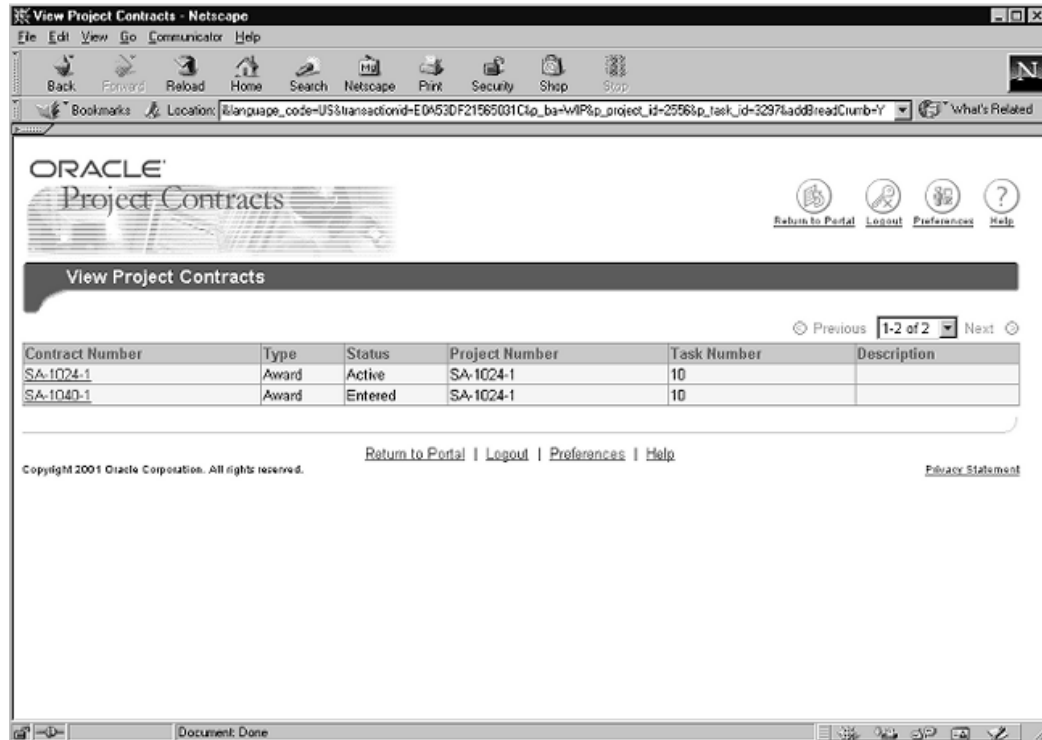 View Project Contracts - Netscape
File Edit View Go Communicator Help
Back Forward Reload Home Search Netscape Print Security Shop Stop
Bookmarks Location: &language_code=US&transactionid=E0A53DF21565031C&p_ba=WIP&p_project_id=2556&p_task_id=3297&addBreadCrumb=Y What's Related
ORACLE
Project Contracts
Return to Portal Logout Preferences Help
View Project Contracts
Previous 1-2 of 2 Next
Contract Number Type Status Project Number Task Number Description
SA-1024-1 Award Active SA-1024-1 10
SA-1040-1 Award Entered SA-1024-1 10
Return to Portal | Logout | Preferences | Help
Copyright 2001 Oracle Corporation. All rights reserved. Privacy Statement
Document: Done